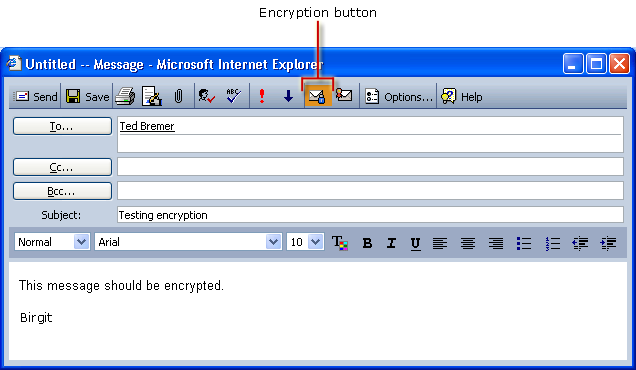 Encryption button
Untitled -- Message - Microsoft Internet Explorer
Send Save ABC Options... Help
To... Ted Bremer
Cc...
Bcc...
Subject: Testing encryption
Normal Arial 10 T B I U
This message should be encrypted.
Birgit